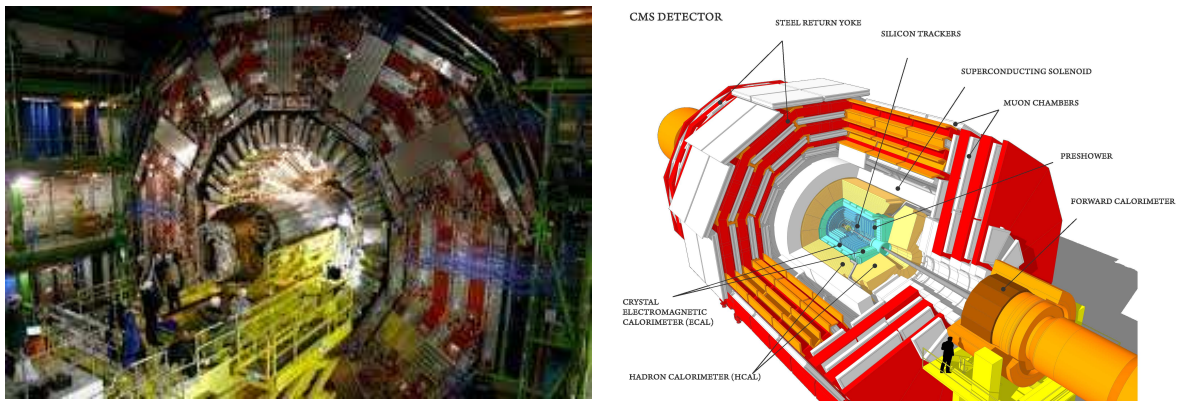 CMS DETECTOR
STEEL RETURN YOKE
SILICON TRACKERS
SUPERCONDUCTING SOLENOID
MUON CHAMBERS
PRESHOWER
FORWARD CALORIMETER
CRYSTAL
ELECTROMAGNETIC
CALORIMETER (ECAL)
HADRON CALORIMETER (HCAL)